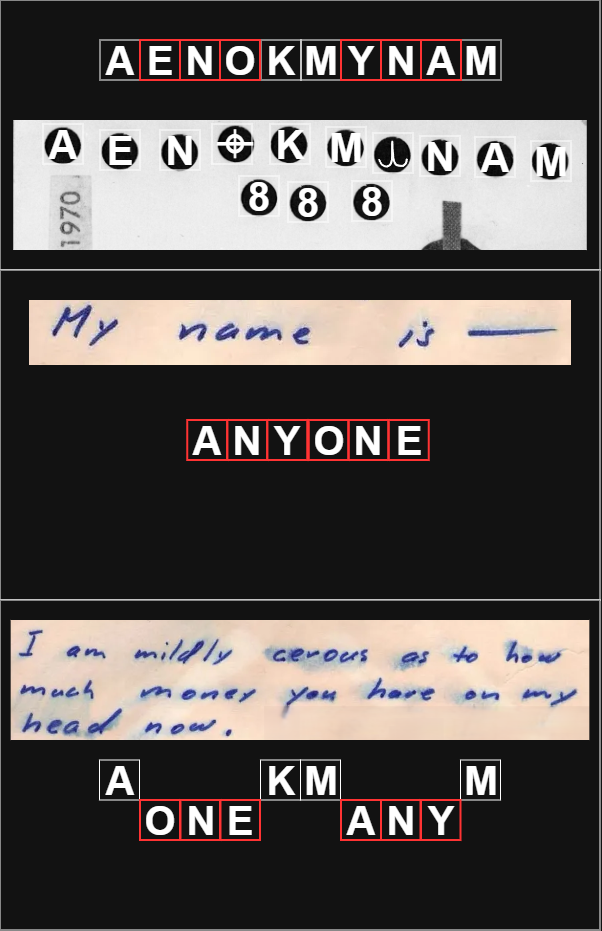 AENOKMYNAM
A E N ⌖ K M N A M
8 8 8
1970
My name is —
ANYONE
I am mildly cerous as to how
much money you have on my
head now.
A KM M
ONE ANY